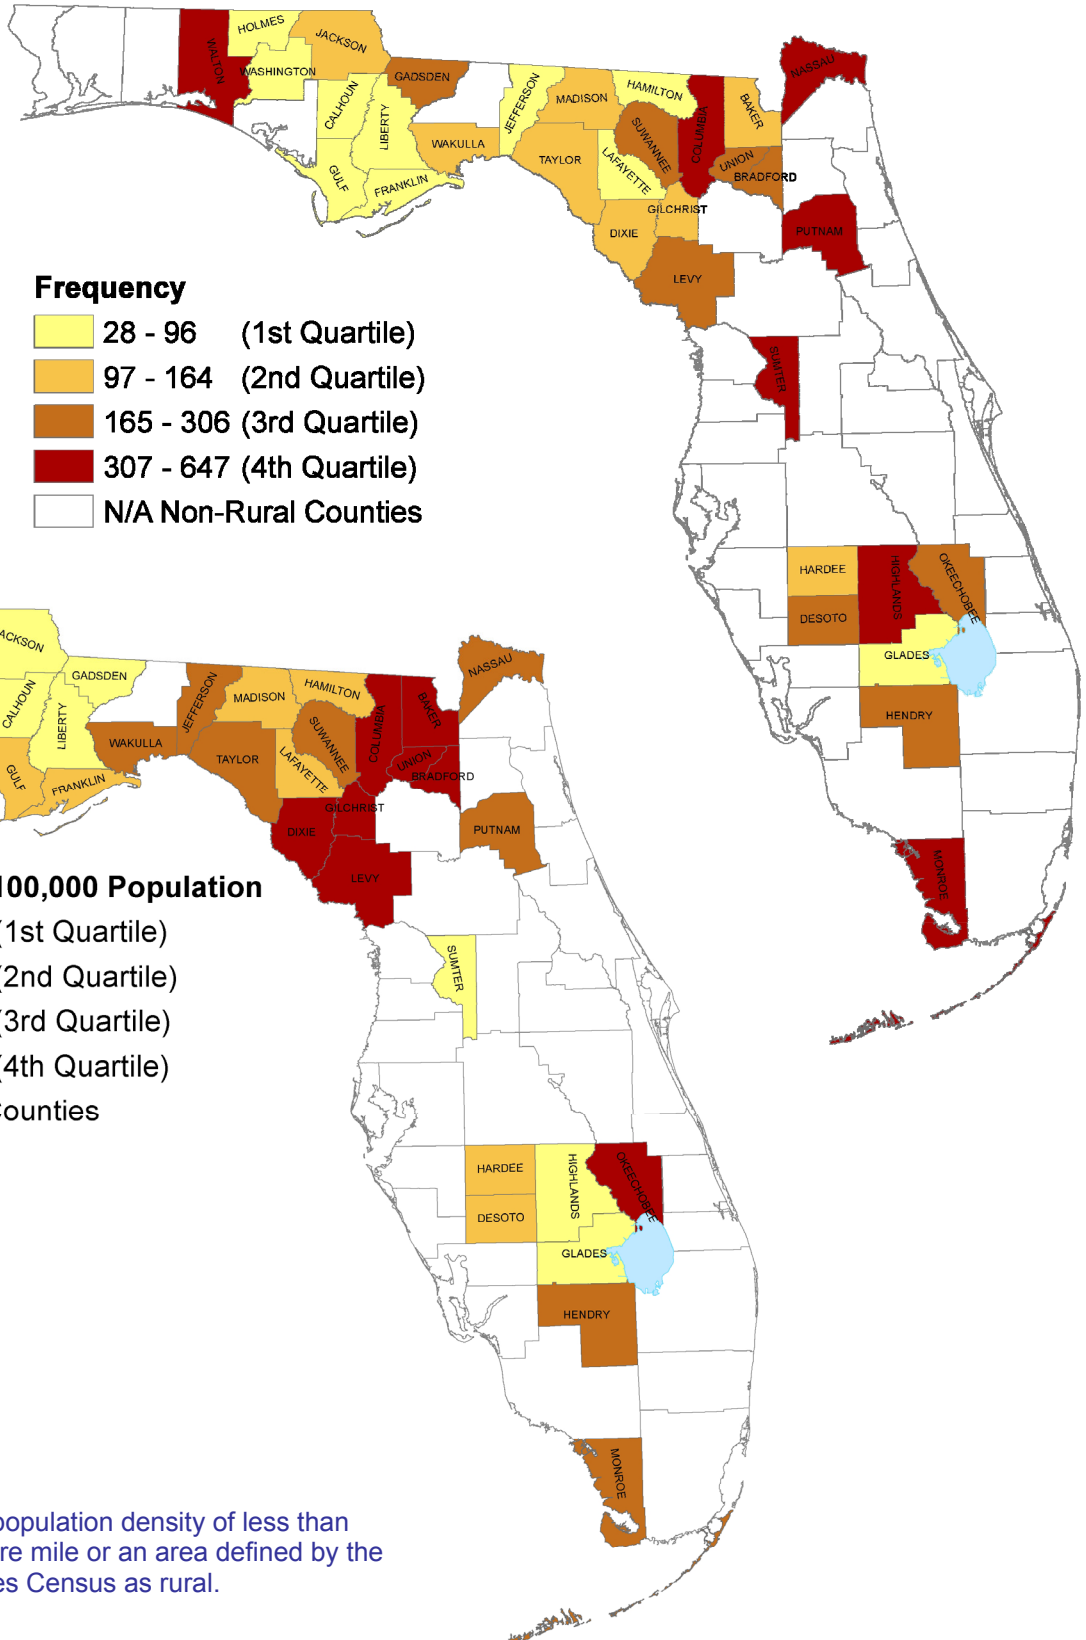 HOLMES
JACKSON
WALTON
WASHINGTON
GADSDEN
CALHOUN
LIBERTY
GULF
FRANKLIN
WAKULLA
JEFFERSON
MADISON
TAYLOR
HAMILTON
SUWANNEE
LAFAYETTE
COLUMBIA
BAKER
NASSAU
UNION
BRADFORD
GILCHRIST
DIXIE
LEVY
PUTNAM
SUMTER
HARDEE
DESOTO
HIGHLANDS
OKEECHOBEE
GLADES
HENDRY
MONROE
Frequency
28 - 96 (1st Quartile)
97 - 164 (2nd Quartile)
165 - 306 (3rd Quartile)
307 - 647 (4th Quartile)
N/A Non-Rural Counties
ACKSON
GADSDEN
CALHOUN
LIBERTY
GULF
FRANKLIN
WAKULLA
JEFFERSON
MADISON
TAYLOR
HAMILTON
SUWANNEE
LAFAYETTE
COLUMBIA
BAKER
NASSAU
UNION
BRADFORD
GILCHRIST
DIXIE
LEVY
PUTNAM
SUMTER
HARDEE
DESOTO
HIGHLANDS
OKEECHOBEE
GLADES
HENDRY
MONROE
100,000 Population
(1st Quartile)
(2nd Quartile)
(3rd Quartile)
(4th Quartile)
Counties
population density of less than
re mile or an area defined by the
es Census as rural.